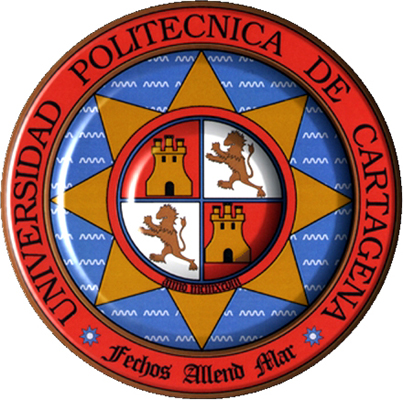 UNIVERSIDAD POLITECNICA DE CARTAGENA
Fechos Allend Mar